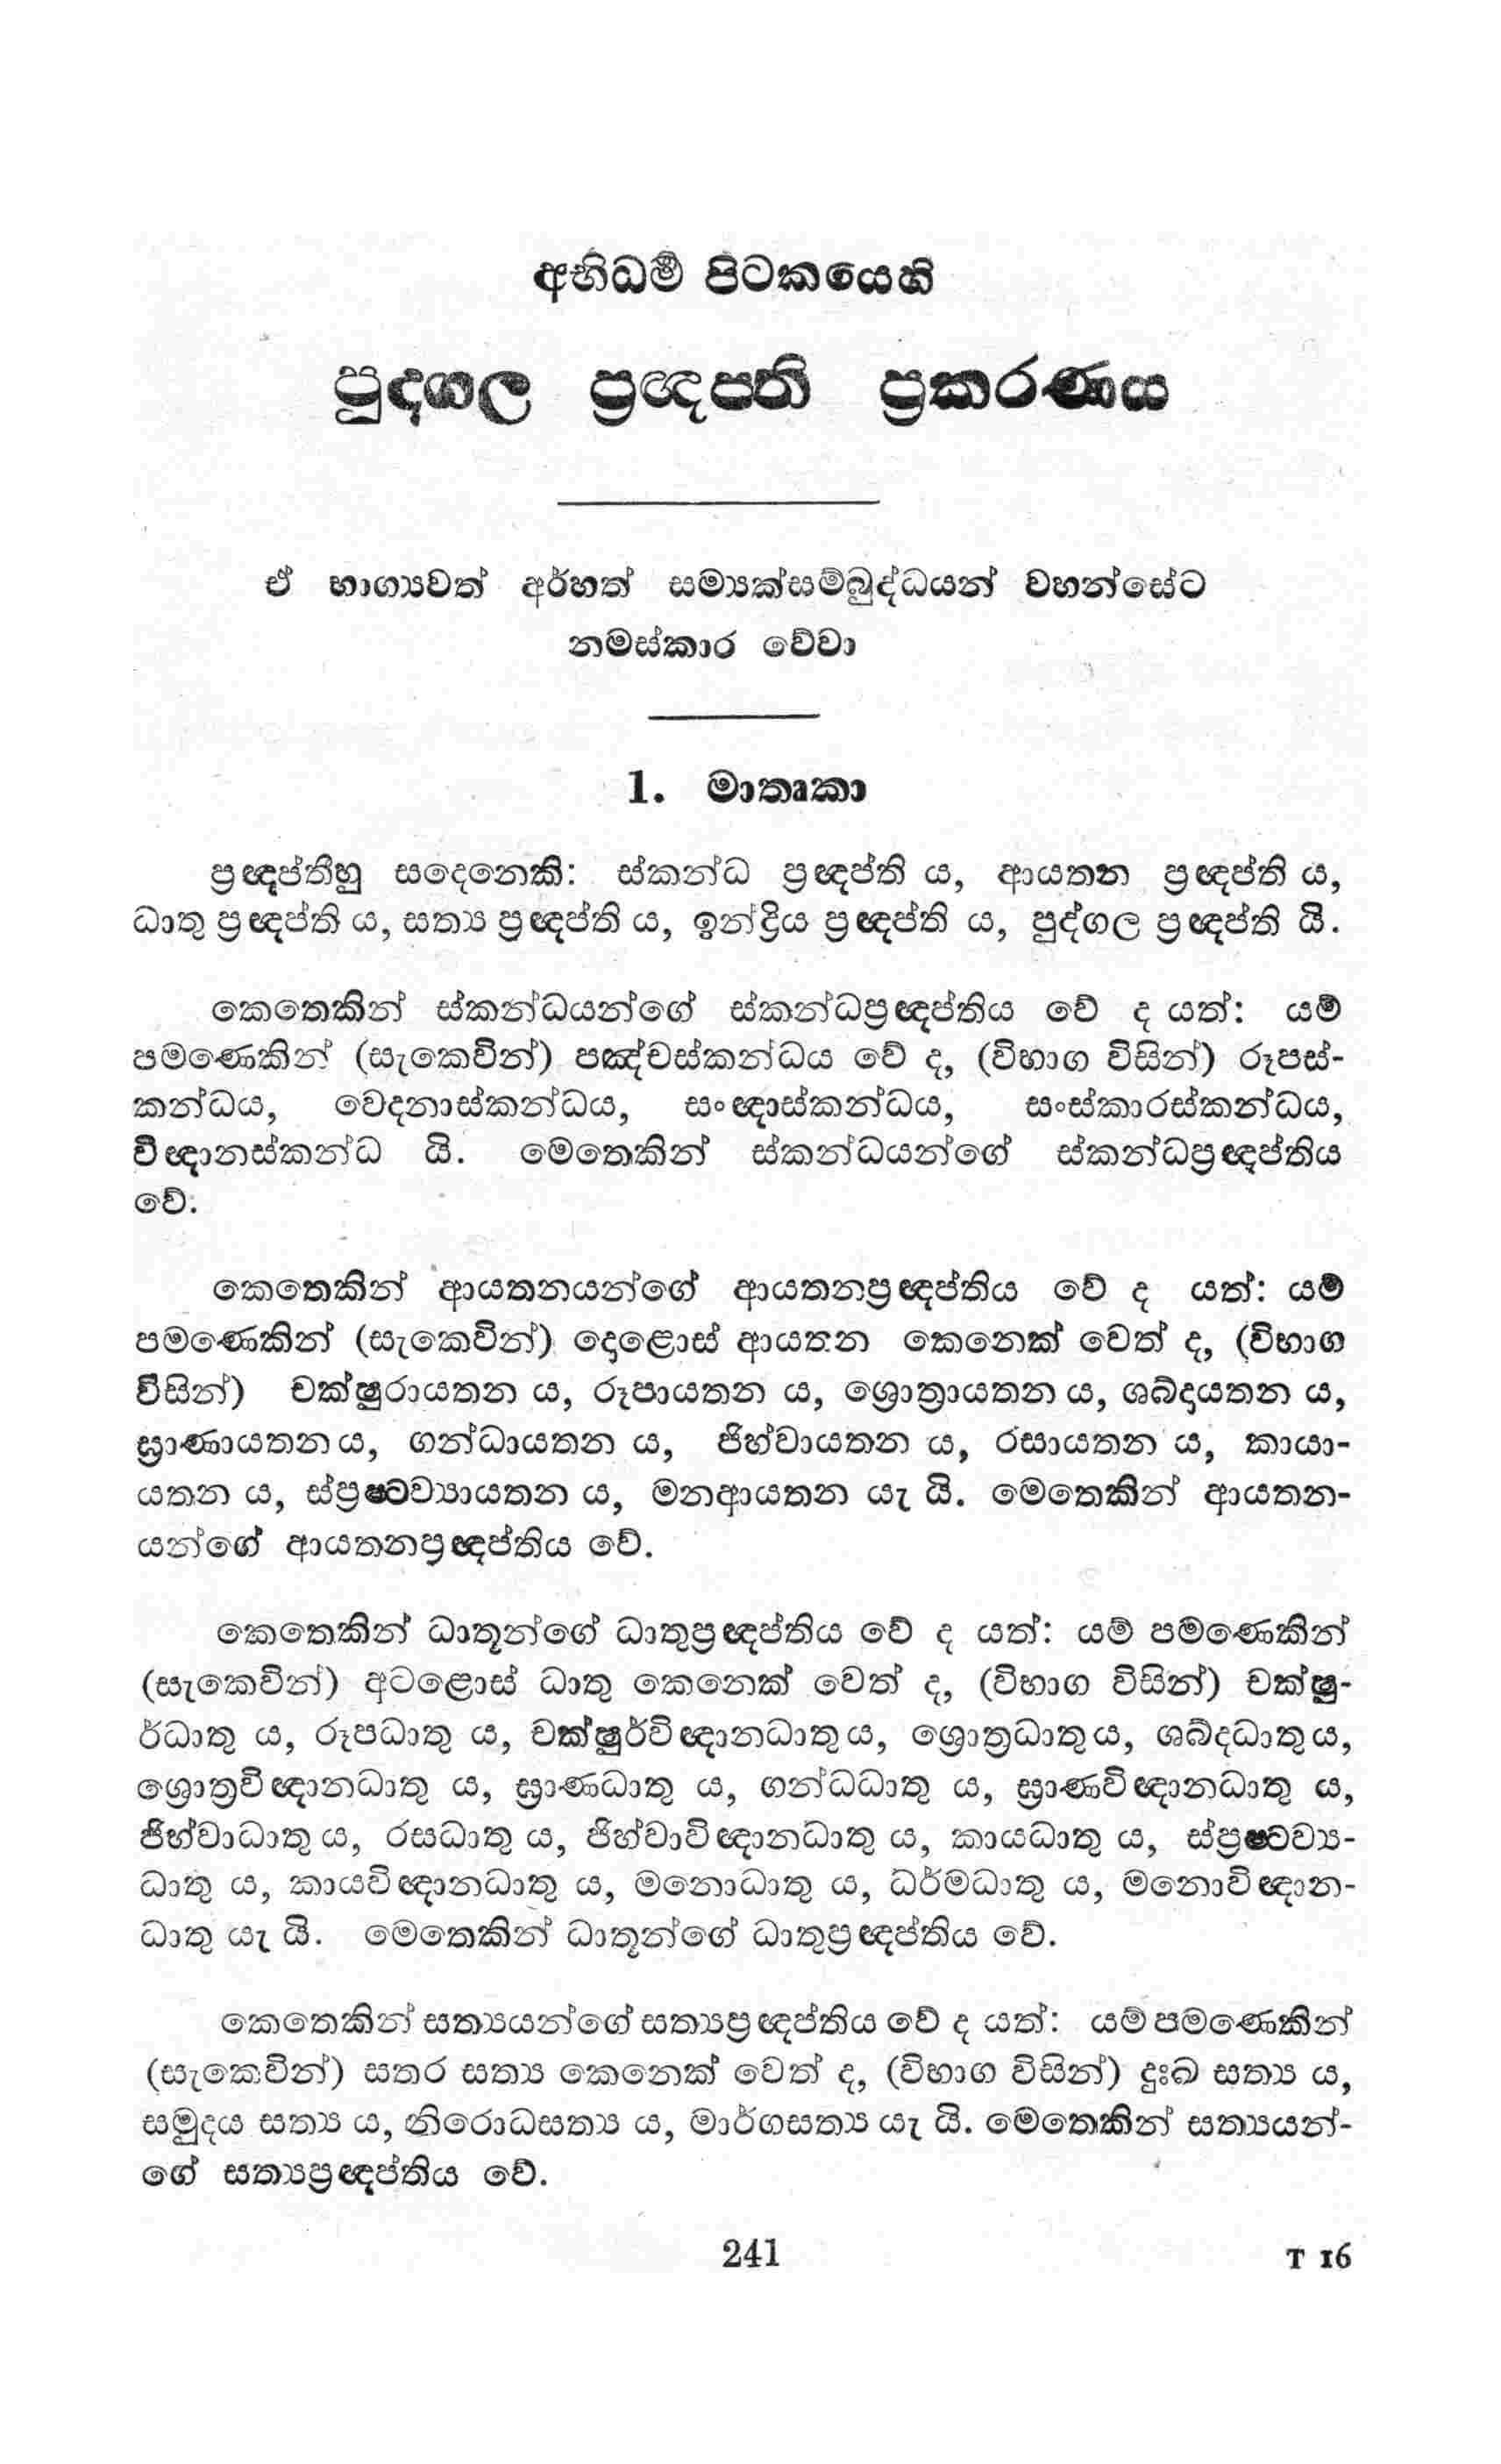 අභිධර්ම පිටකයෙහි
පුද්ගල ප්‍රඥප්ති ප්‍රකරණය
ඒ භාග්‍යවත් අර්හත් සම්‍යක්සම්බුද්ධයන් වහන්සේට
නමස්කාර වේවා
1. මාතෘකා
ප්‍රඥප්තීහු සදෙනෙකි: ස්කන්ධ ප්‍රඥප්ති ය, ආයතන ප්‍රඥප්ති ය,
ධාතු ප්‍රඥප්ති ය, සත්‍ය ප්‍රඥප්ති ය, ඉන්ද්‍රිය ප්‍රඥප්ති ය, පුද්ගල ප්‍රඥප්ති යි.
කෙතෙකින් ස්කන්ධයන්ගේ ස්කන්ධප්‍රඥප්තිය වේ ද යත්: යම්
පමණෙකින් (සැකෙවින්) පඤ්චස්කන්ධය වේ ද, (විභාග විසින්) රූපස්-
කන්ධය, වෙදනාස්කන්ධය, සංඥාස්කන්ධය, සංස්කාරස්කන්ධය,
විඥානස්කන්ධ යි. මෙතෙකින් ස්කන්ධයන්ගේ ස්කන්ධප්‍රඥප්තිය
වේ.
කෙතෙකින් ආයතනයන්ගේ ආයතනප්‍රඥප්තිය වේ ද යත්: යම්
පමණෙකින් (සැකෙවින්) දොළොස් ආයතන කෙනෙක් වෙත් ද, (විභාග
විසින්) චක්ෂුරායතන ය, රූපායතන ය, ශ්‍රොත්‍රායතන ය, ශබ්දායතන ය,
ඝ්‍රාණායතන ය, ගන්ධායතන ය, ජිහ්වායතන ය, රසායතන ය, කායා-
යතන ය, ස්ප්‍රෂ්ටව්‍යායතන ය, මනආයතන යැ යි. මෙතෙකින් ආයතන-
යන්ගේ ආයතනප්‍රඥප්තිය වේ.
කෙතෙකින් ධාතූන්ගේ ධාතුප්‍රඥප්තිය වේ ද යත්: යම් පමණෙකින්
(සැකෙවින්) අටළොස් ධාතු කෙනෙක් වෙත් ද, (විභාග විසින්) චක්ෂු-
ර්ධාතු ය, රූපධාතු ය, චක්ෂුර්විඥානධාතු ය, ශ්‍රොත්‍රධාතු ය, ශබ්දධාතු ය,
ශ්‍රොත්‍රවිඥානධාතු ය, ඝ්‍රාණධාතු ය, ගන්ධධාතු ය, ඝ්‍රාණවිඥානධාතු ය,
ජිහ්වාධාතු ය, රසධාතු ය, ජිහ්වාවිඥානධාතු ය, කායධාතු ය, ස්ප්‍රෂ්ටව්‍ය-
ධාතු ය, කායවිඥානධාතු ය, මනොධාතු ය, ධර්මධාතු ය, මනොවිඥාන-
ධාතු යැ යි. මෙතෙකින් ධාතූන්ගේ ධාතුප්‍රඥප්තිය වේ.
කෙතෙකින් සත්‍යයන්ගේ සත්‍යප්‍රඥප්තිය වේ ද යත්: යම් පමණෙකින්
(සැකෙවින්) සතර සත්‍ය කෙනෙක් වෙත් ද, (විභාග විසින්) දුඃඛ සත්‍ය ය,
සමුදය සත්‍ය ය, නිරොධසත්‍ය ය, මාර්ගසත්‍ය යැ යි. මෙතෙකින් සත්‍යයන්-
ගේ සත්‍යප්‍රඥප්තිය වේ.
241
T 16